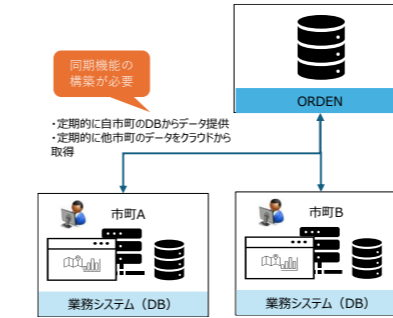 同期機能の
構築が必要
ORDEN
・定期的に自市町のDBからデータ提供
・定期的に他市町のデータをクラウドから
取得
市町A
市町B
業務システム（DB）
業務システム（DB）